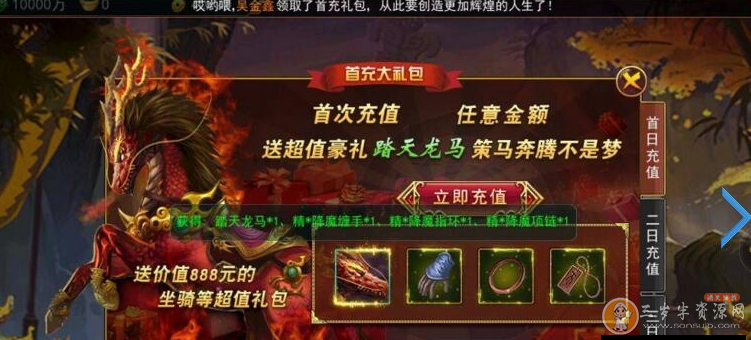 10000万
0
哎哟喂,吴金鑫领取了首充礼包，从此要创造更加辉煌的人生了!
首充大礼包
首次充值 任意金额
送超值豪礼 踏天龙马 策马奔腾不是梦
首日充值
立即充值
获得：踏天龙马*1、精*降魔缠手*1、精*降魔指环*1、精*降魔项链*1
二日充值
送价值888元的
坐骑等超值礼包
三日
三岁半资源网
www.sansuib.com